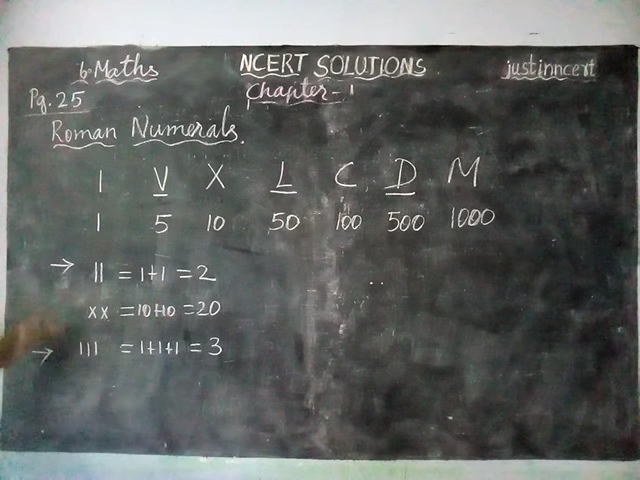 6 Maths NCERT SOLUTIONS justinncert
Pg. 25 Chapter - 1
Roman Numerals.
I V X L C D M
1 5 10 50 100 500 1000
→ II = 1+1 = 2
XX = 10+10 = 20
→ III = 1+1+1 = 3